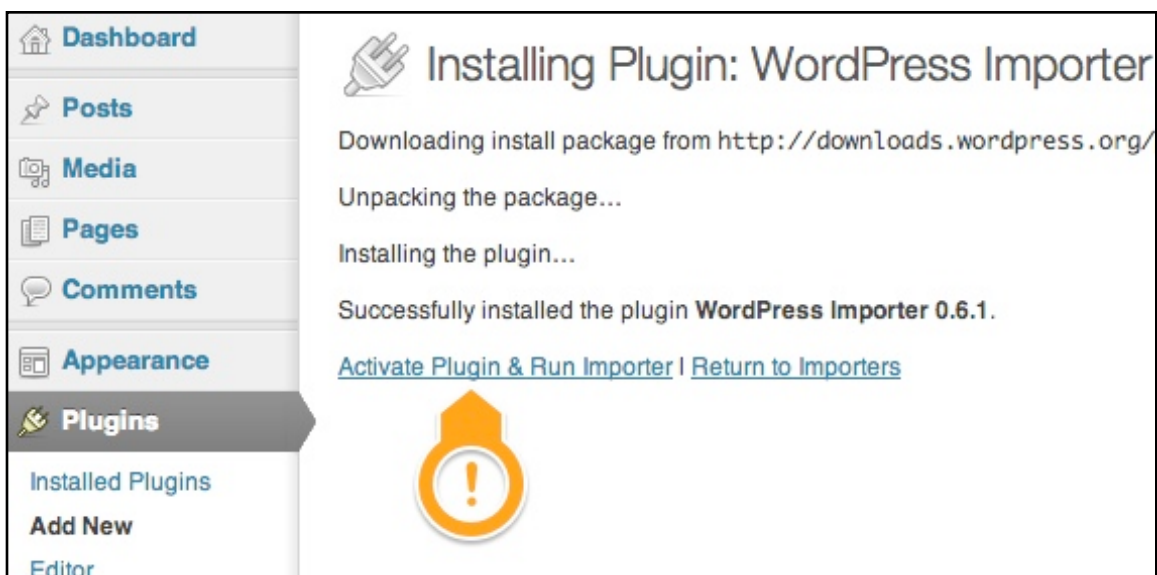 Dashboard
Posts
Media
Pages
Comments
Appearance
Plugins
Installed Plugins
Add New
Editor
Installing Plugin: WordPress Importer
Downloading install package from http://downloads.wordpress.org/
Unpacking the package…
Installing the plugin…
Successfully installed the plugin WordPress Importer 0.6.1.
Activate Plugin & Run Importer | Return to Importers
!